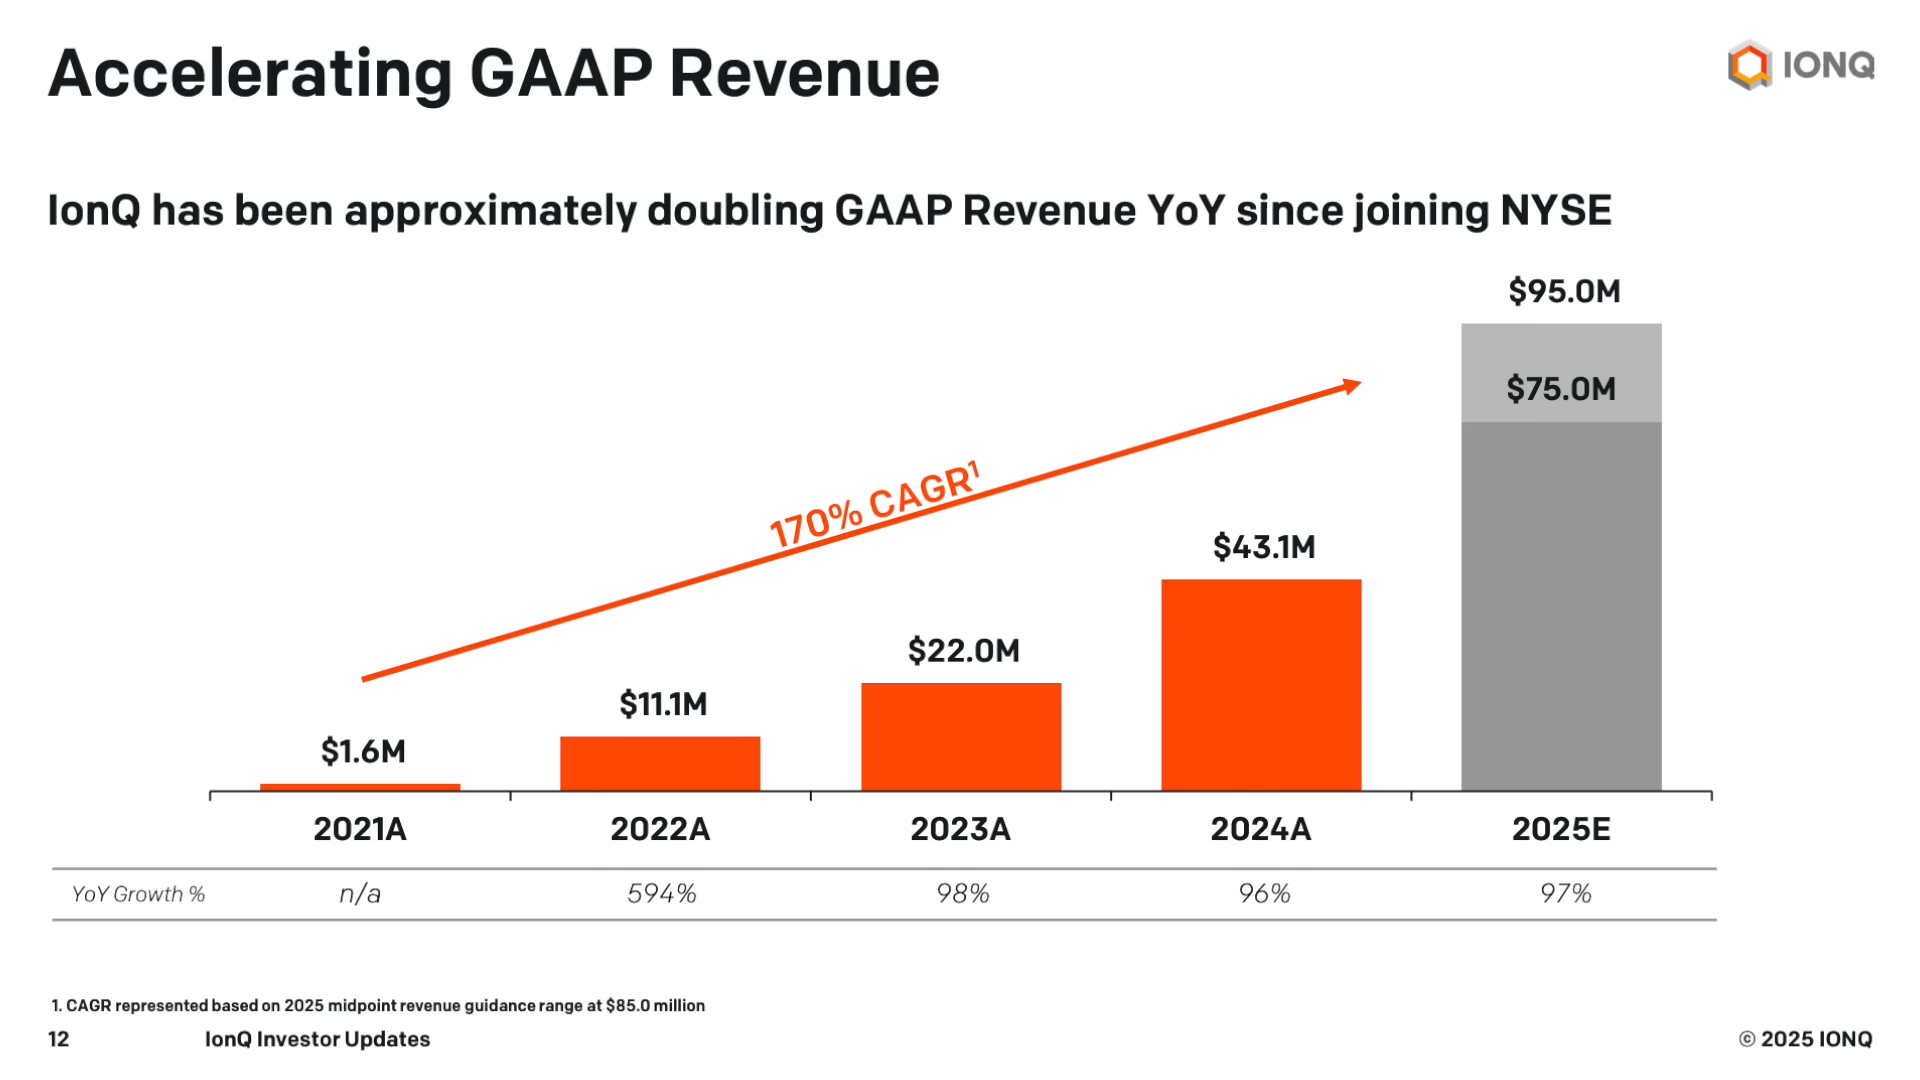 Accelerating GAAP Revenue
IONQ
IonQ has been approximately doubling GAAP Revenue YoY since joining NYSE
$95.0M
$75.0M
170% CAGR¹
$43.1M
$22.0M
$11.1M
$1.6M
2021A 2022A 2023A 2024A 2025E
YoY Growth % n/a 594% 98% 96% 97%
1. CAGR represented based on 2025 midpoint revenue guidance range at $85.0 million
12 IonQ Investor Updates © 2025 IONQ